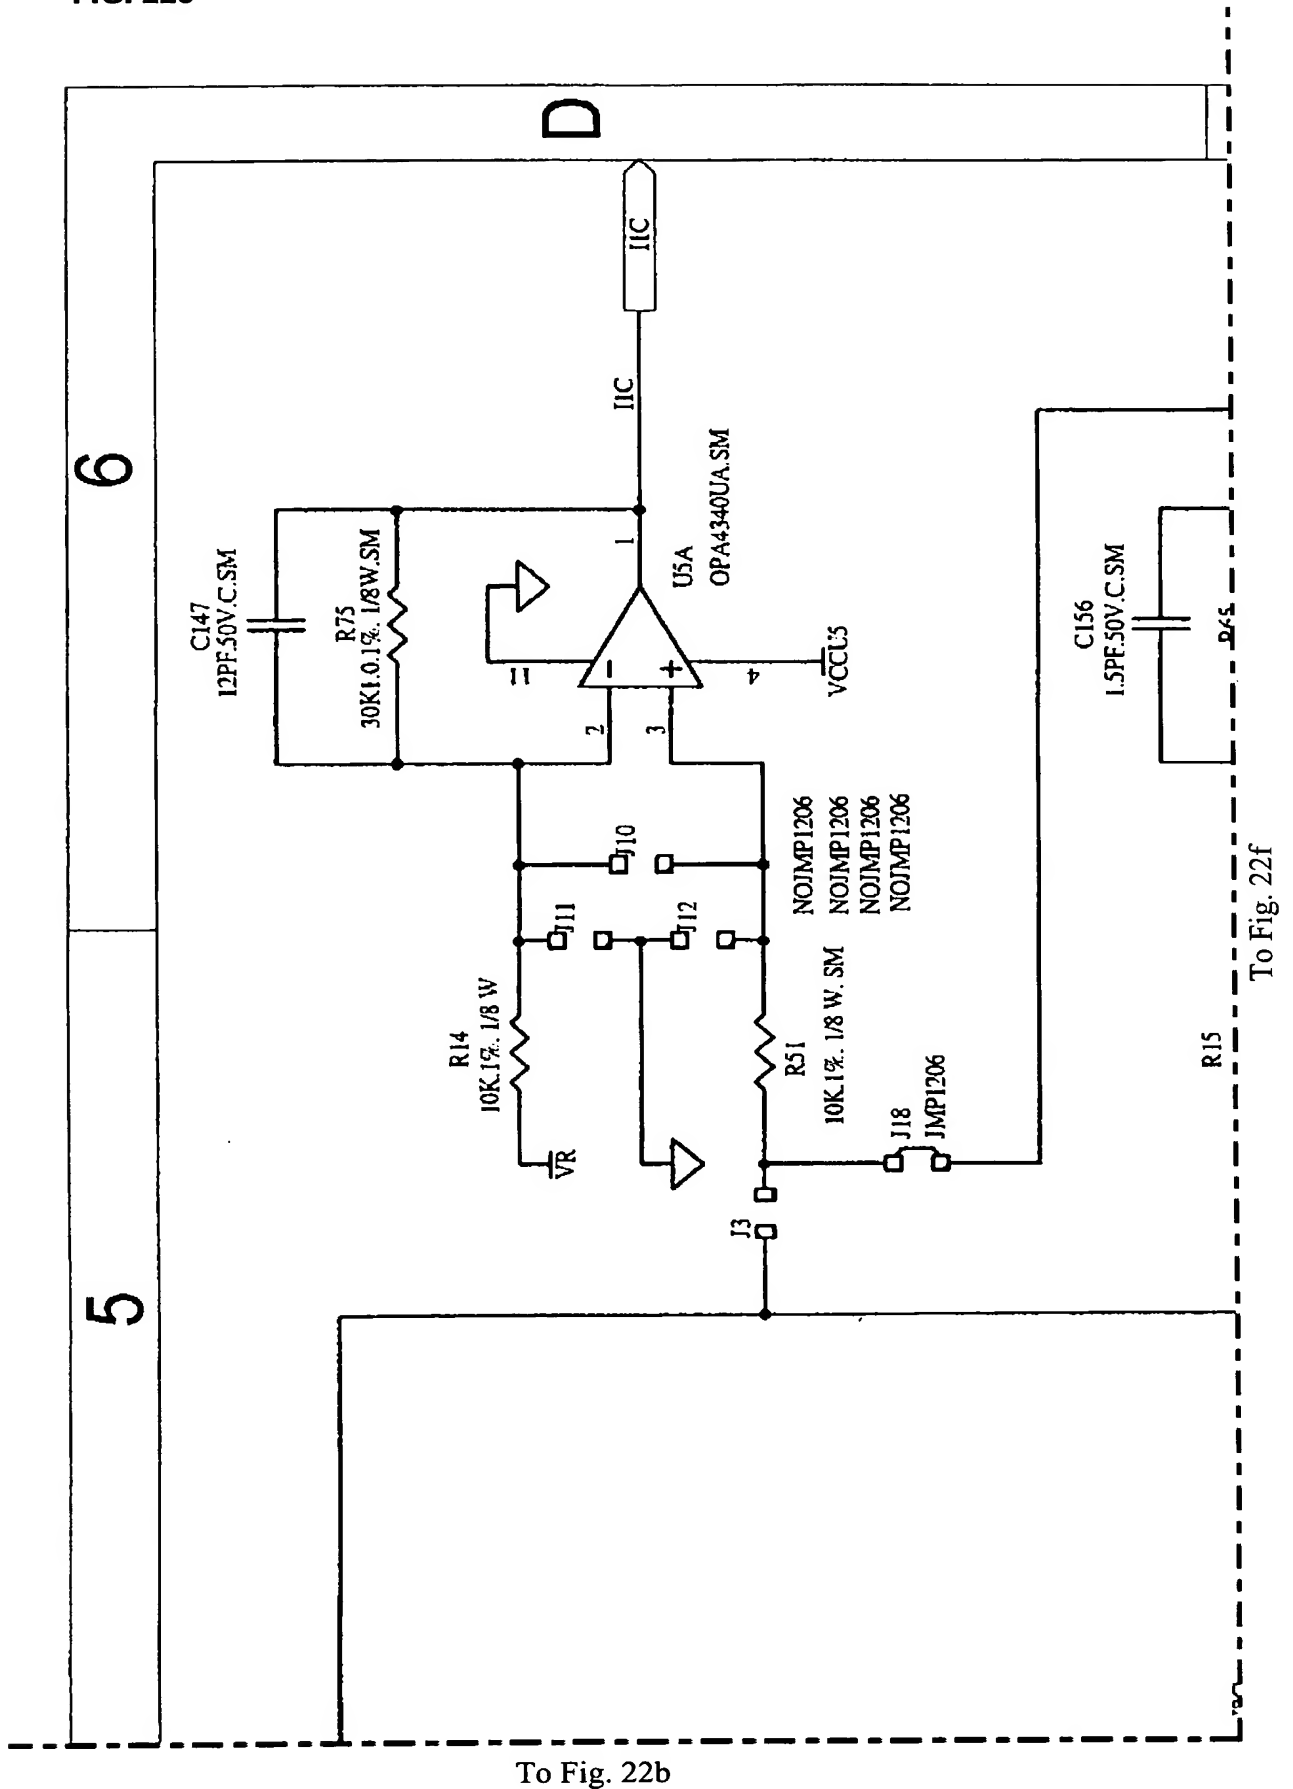 D
6
5
I1C
I1C
C147
12PF.50V.C.SM
R75
30K1.0.1%. 1/8W.SM
11
1
2
3
4
U5A
OPA4340UA.SM
VCCU5
C156
1.5PF.50V.C.SM
R14
10K.1%. 1/8 W
J11
J10
J12
NOJMP1206
NOJMP1206
NOJMP1206
NOJMP1206
VR
R51
10K.1%. 1/8 W. SM
J3
J18
JMP1206
R15
To Fig. 22f
To Fig. 22b